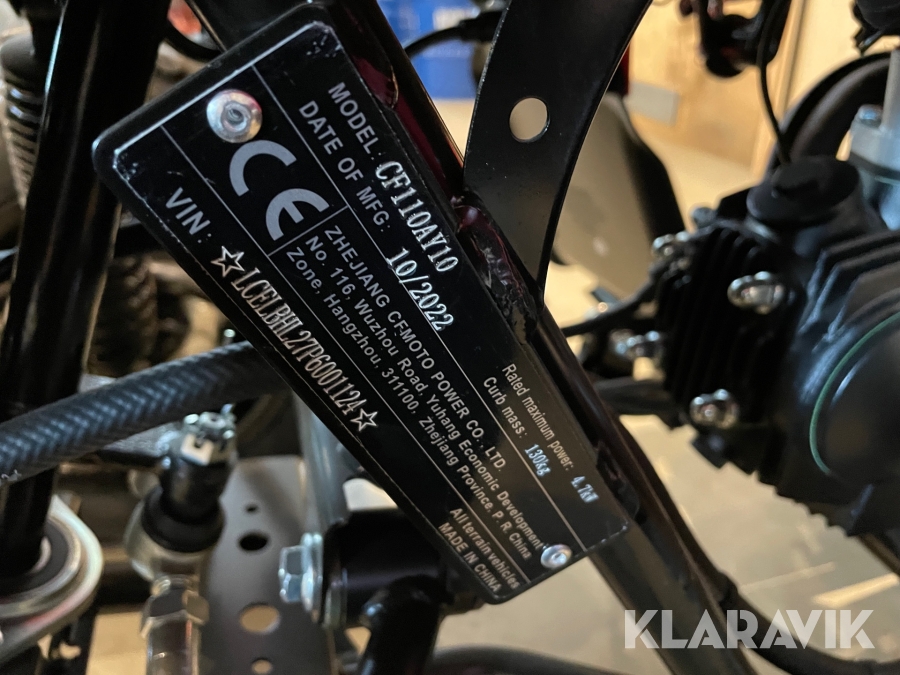 MODEL: CF110AY10
DATE OF MFG: 10/2022
ZHEJIANG CFMOTO POWER CO., LTD.
No. 116, Wuzhou Road, Yuhang Economic Development
Zone, Hangzhou, 311100, Zhejiang Province, P. R. China
VIN: ☆LCELBHL27P6001124☆
Rated maximum power: 4.7kW
Curb mass: 130kg
All terrain vehicles
MADE IN CHINA
CE
KLARAVIK